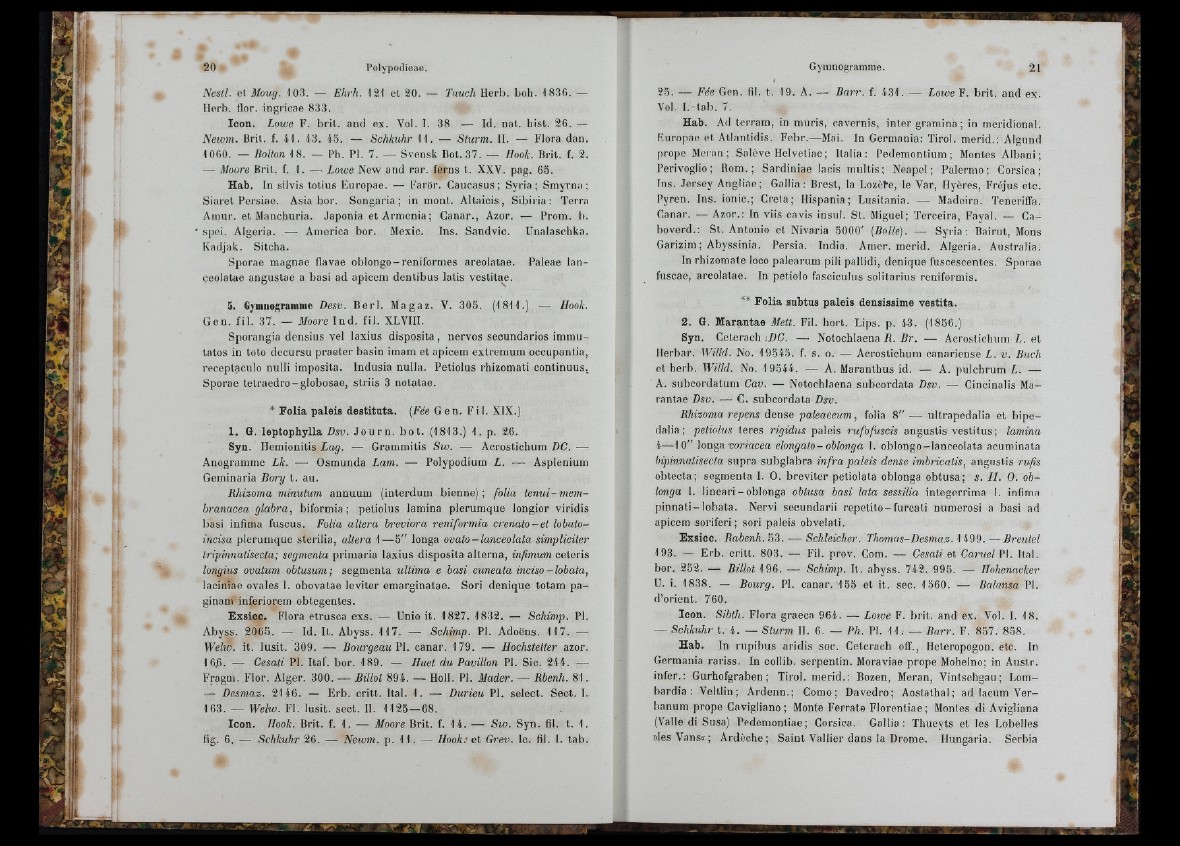 20 Polypodieae.
Nestl. et Moug. 103. — Ehrh. 121 et 20. — Tausch Herb. boh. 1836. —
Herb. flor. ingricae 833.
Icon. Lowe F. brit. and ex. Vol. I. 38 — Id. nat. hist. 26. —
Newm. Brit. f. 41. 43. 45. — Schkuhr 11. — Sturm. II. — Flora dan.
1060. — Bolton 18. — Ph. Pl. 7. — Svensk Bot. 37. — Hook. Brit. f. 2.
— Moore Brit. f. 1. — Lowe New and rar. ferns t. XXV. pag. 65.
Hab. In silvis totius Europae. — Farör. Caucasus; Syria; Smyrna;
Siaret Persiae. Asia bor. Songaria; in mont. Altaicis, Sibiria: Terra
Amur. et Manchuria. Japonia et Armenia; Canar., Azor. — Prom. b.
spei. Algeria. — America bor. Mexic. Ins. Sandvic. Unalaschka.
Kadjak. Sitcha.
Sporae magnae flavae oblongo-reniformes areolatae. Paleae lan-
ceolatae angustae a basi ad apicem dentibus latis vestitae.
5. Gymnogramme Desv. Berl. Magaz. V. 305. (1811.) — Hook.
Gen. fil. 37. — Moore Ind. fil. XLVIII.
Sporangia densius vel laxius disposita, nervos secundarios immu-
tatos in toto decursu praeter basin imam et apicem extremum occupantia,
receptaculo nulli imposita. Indusia nulla. Petiolus rhizomati continuus.
Sporae tetraedro-globosae, striis 3 notatae.
* Folia paleis destituta. (Fée Gen. Fil. XIX.)
1. G. leptophylla Dsv. Journ. bot. (1813.) 1. p. 26.
Syn. Hemionitis Lag. — Grammitis Sw. — Acrostichum DC. —
Anogramme Lk. — Osmunda Lam. — Polypodium L. — Asplenium
Geminaria Bory t. au.
Rhizoma minutum annuum (interdum bienne); folia tenui-mem-
branacea glabra, biformia; petiolus lamina plerumque longior viridis
basi infima fuscus. Folia altera breviora reniformia crenato-et lobato-
incisa plerumque sterilia, altera 1—5" longa ovato-lanceolata simpliciter
tripinnatisecta; segmenta primaria laxius disposita alterna, infimum ceteris
longius ovatum obtusum; segmenta ultima e basi cuneata inciso-lobata,
laciniae ovales l. obovatae leviter emarginatae. Sori denique totam pa-
ginam inferiorem obtegentes.
Exsicc. Flora etrusca exs. — Unio it. 1827. 1832. — Schimp. Pl.
Abyss. 2065. — Id. It. Abyss. 117. — Schimp. Pl. Adoëns. 117. —
Welw. it. lusit. 309. — Bourgeau Pl. canar. 179. — Hochstetter azor.
166. — Cesati Pl. Ital. bor. 189. — Huet du Pavillon Pl. Sic. 244. —
Fragm. Flor. Alger. 300. — Billot 894. — Holl. Pl. Mader. — Rbenh. 81.
— Desmaz. 2146. — Erb. critt. Ital. 1. — Durieu Pl. select. Sect. I.
163. — Welw. Fl. lusit. sect. II. 1125—68.
Icon. Hook. Brit. f. 1. — Moore Brit. f. 14. — Sw. Syn. fil. t. 1.
fig. 6. — Schkuhr 26. — Newm. p. 11. — Hook. et Grev. Ic. fil. I. tab.
Gymnogramme. 21
25. — Fée Gen. fil. t. 19. A. — Barr. f. 431. — Lowe F. brit. and ex.
Vol. I. tab. 7.
Hab. Ad terram, in muris, cavernis, inter gramina; in meridional.
Europae et Atlantidis. Febr.—Mai. In Germania: Tirol. merid.: Algund
prope Meran; Salève Helvetiae; Italia: Pedemontium; Montes Albani;
Perivoglio; Rom.; Sardiniae lacis multis; Neapel; Palermo; Corsica;
Ins. Jersey Angliae; Gallia: Brest, la Lozère, le Var, Hyères, Fréjus etc.
Pyren. Ins. ionic.; Creta; Hispania; Lusitania. — Madeira. Teneriffa.
Canar. — Azor.: In viis cavis insul. St. Miguel; Terceira, Fayal. — Ca-
boverd.: St. Antonio et Nivaria 5000' (Bolle). — Syria: Bairut, Mons
Garizim; Abyssinia. Persia. India. Amer. merid. Algeria. Australia.
In rhizomate loco palearum pili pallidi, denique fuscescentes. Sporae
fuscae, areolatae. In petiolo fasciculus solitarius reniformis.
** Folia subtus paleis densissime vestita.
2. G. Marantae Mett. Fil. hort. Lips. p. 43. (1856.)
Syn. Ceterach DC. — Notochlaena R. Br. — Acrostichum L. et
Herbar. Willd. No. 19545. f. s. o. — Acrostichum canariense L. v. Buch
et herb. Willd. No. 19544. — A. Maranthus id. — A. pulchrum L. —
A. subcordatum Cav. — Notochlaena subcordata Dsv. — Cincinalis Ma-
rantae Dsv. — C. subcordata Dsv.
Rhizoma repens dense paleaceum, folia 8" — ultrapedalia et bipe-
dalia; petiolus teres rigidus paleis rufofuscis angustis vestitus; lamina
4—10" longa coriacea elongato-oblonga l. oblongo-lanceolata acuminata
bipinnatisecta supra subglabra infra paleis dense imbricatis, angustis rufis
obtecta; segmenta I. O. breviter petiolata oblonga obtusa; s. II. O. ob-
longa l. lineari-oblonga obtusa basi lata sessilia integerrima l. infima
pinnati-lobata. Nervi secundarii repetito-furcati numerosi a basi ad
apicem soriferi; sori paleis obvelati.
Exsicc. Rabenh. 53. — Schleicher. Thomas-Desmaz. 1499. — Breutel
193. — Erb. critt. 803. — Fil. prov. Com. — Cesati et Caruel Pl. Ital.
bor. 252. — Billot 196. — Schimp. It. abyss. 742. 995. — Hohenacker
U. i. 1838. — Bourg. Pl. canar. 155 et it. sec. 1560. — Balansa Pl.
d'orient. 760.
Icon. Sibth. Flora graeca 964. — Lowe F. brit. and ex. Vol. I. 18.
— Schkuhr t. 4. — Sturm II. 6. — Ph. Pl. 14. — Barr. F. 857. 858.
Hab. In rupibus aridis soc. Ceterach off., Heteropogon. etc. In
Germania rariss. In collib. serpentin. Moraviae prope Mohelno; in Austr.
infer.: Gurhofgraben; Tirol. merid.: Bozen, Meran, Vintschgau; Lom-
bardia: Veltlin; Ardenn.; Como; Davedro; Aostathal; ad lacum Ver-
banum prope Cavigliano; Monte Ferrato Florentiae; Montes di Avigliana
(Valle di Susa) Pedemontiae; Corsica. Gallia: Thueyts et les Lobelles
»les Vans«; Ardèche; Saint Vallier dans la Drome. Hungaria. Serbia